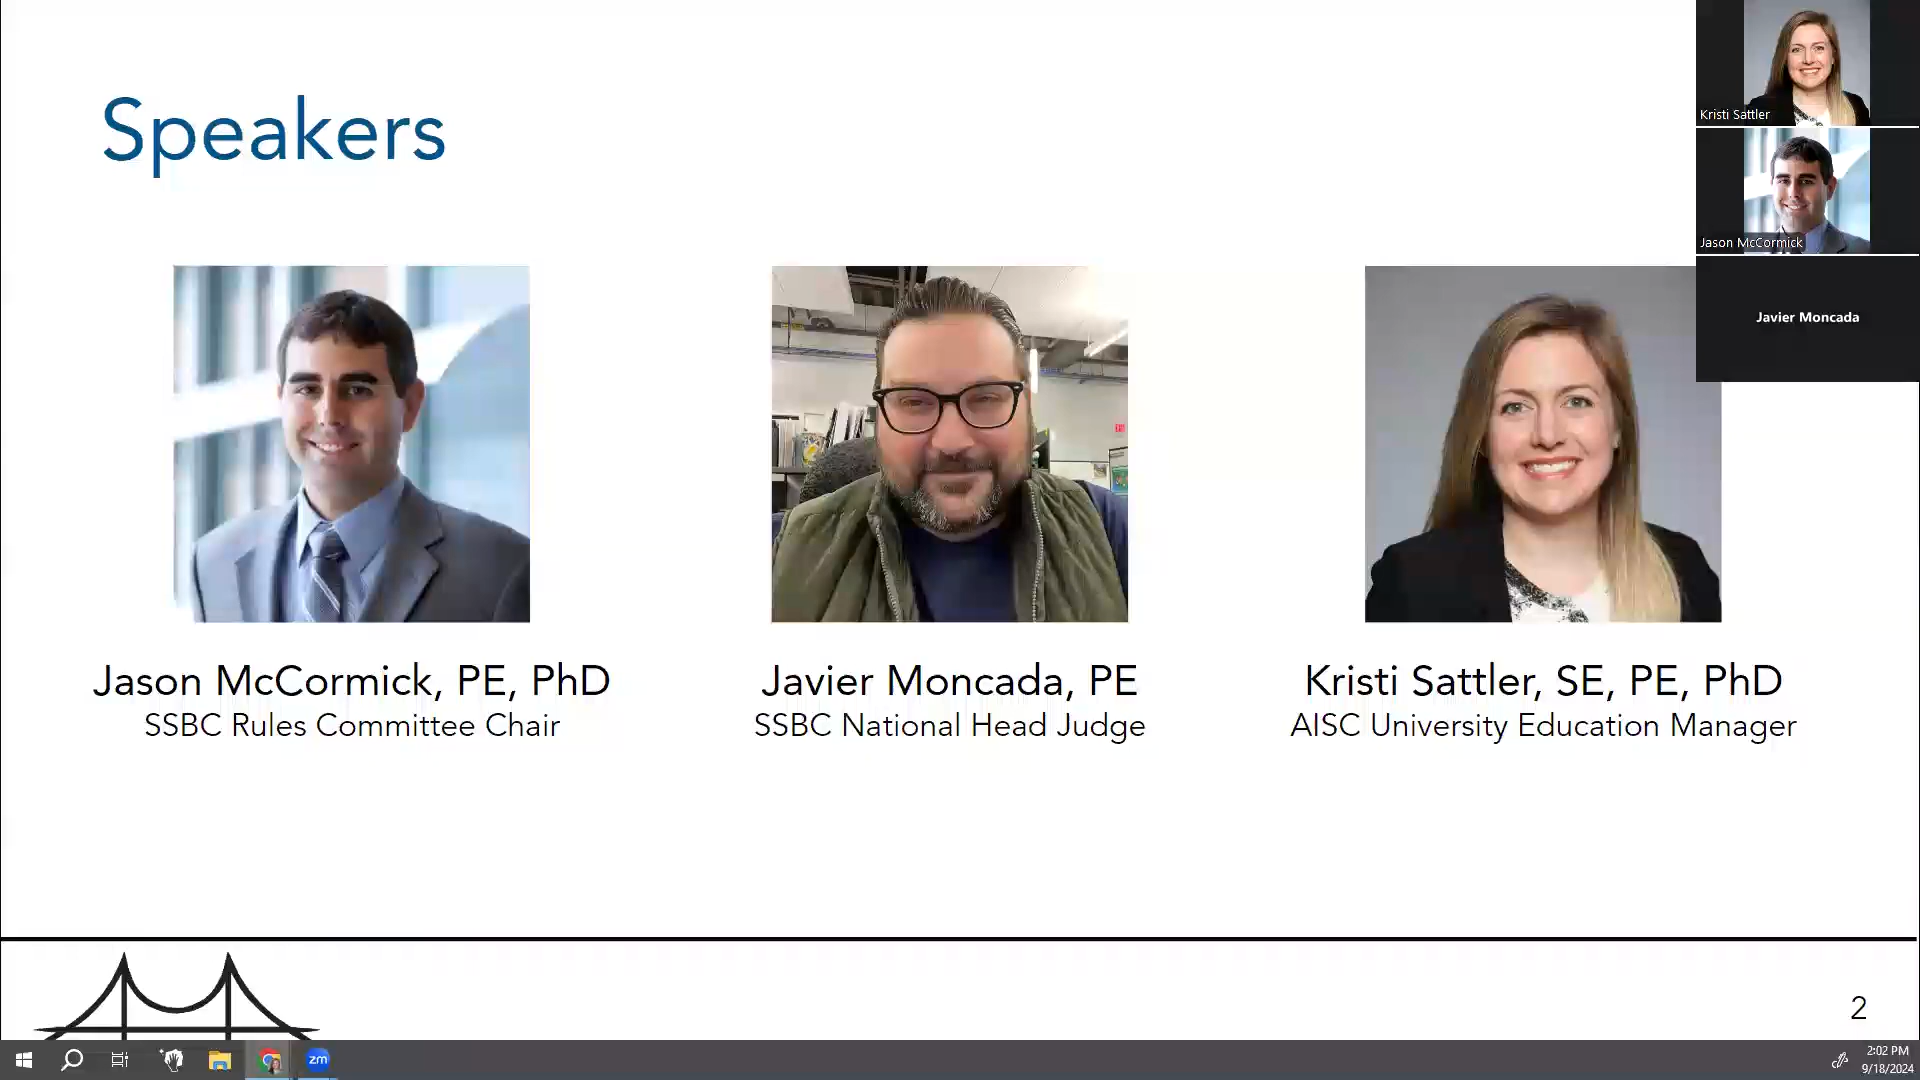 Speakers
Kristi Sattler
Jason McCormick
Javier Moncada
Jason McCormick, PE, PhD
SSBC Rules Committee Chair
Javier Moncada, PE
SSBC National Head Judge
Kristi Sattler, SE, PE, PhD
AISC University Education Manager
2
zm
2:02 PM
9/18/2024